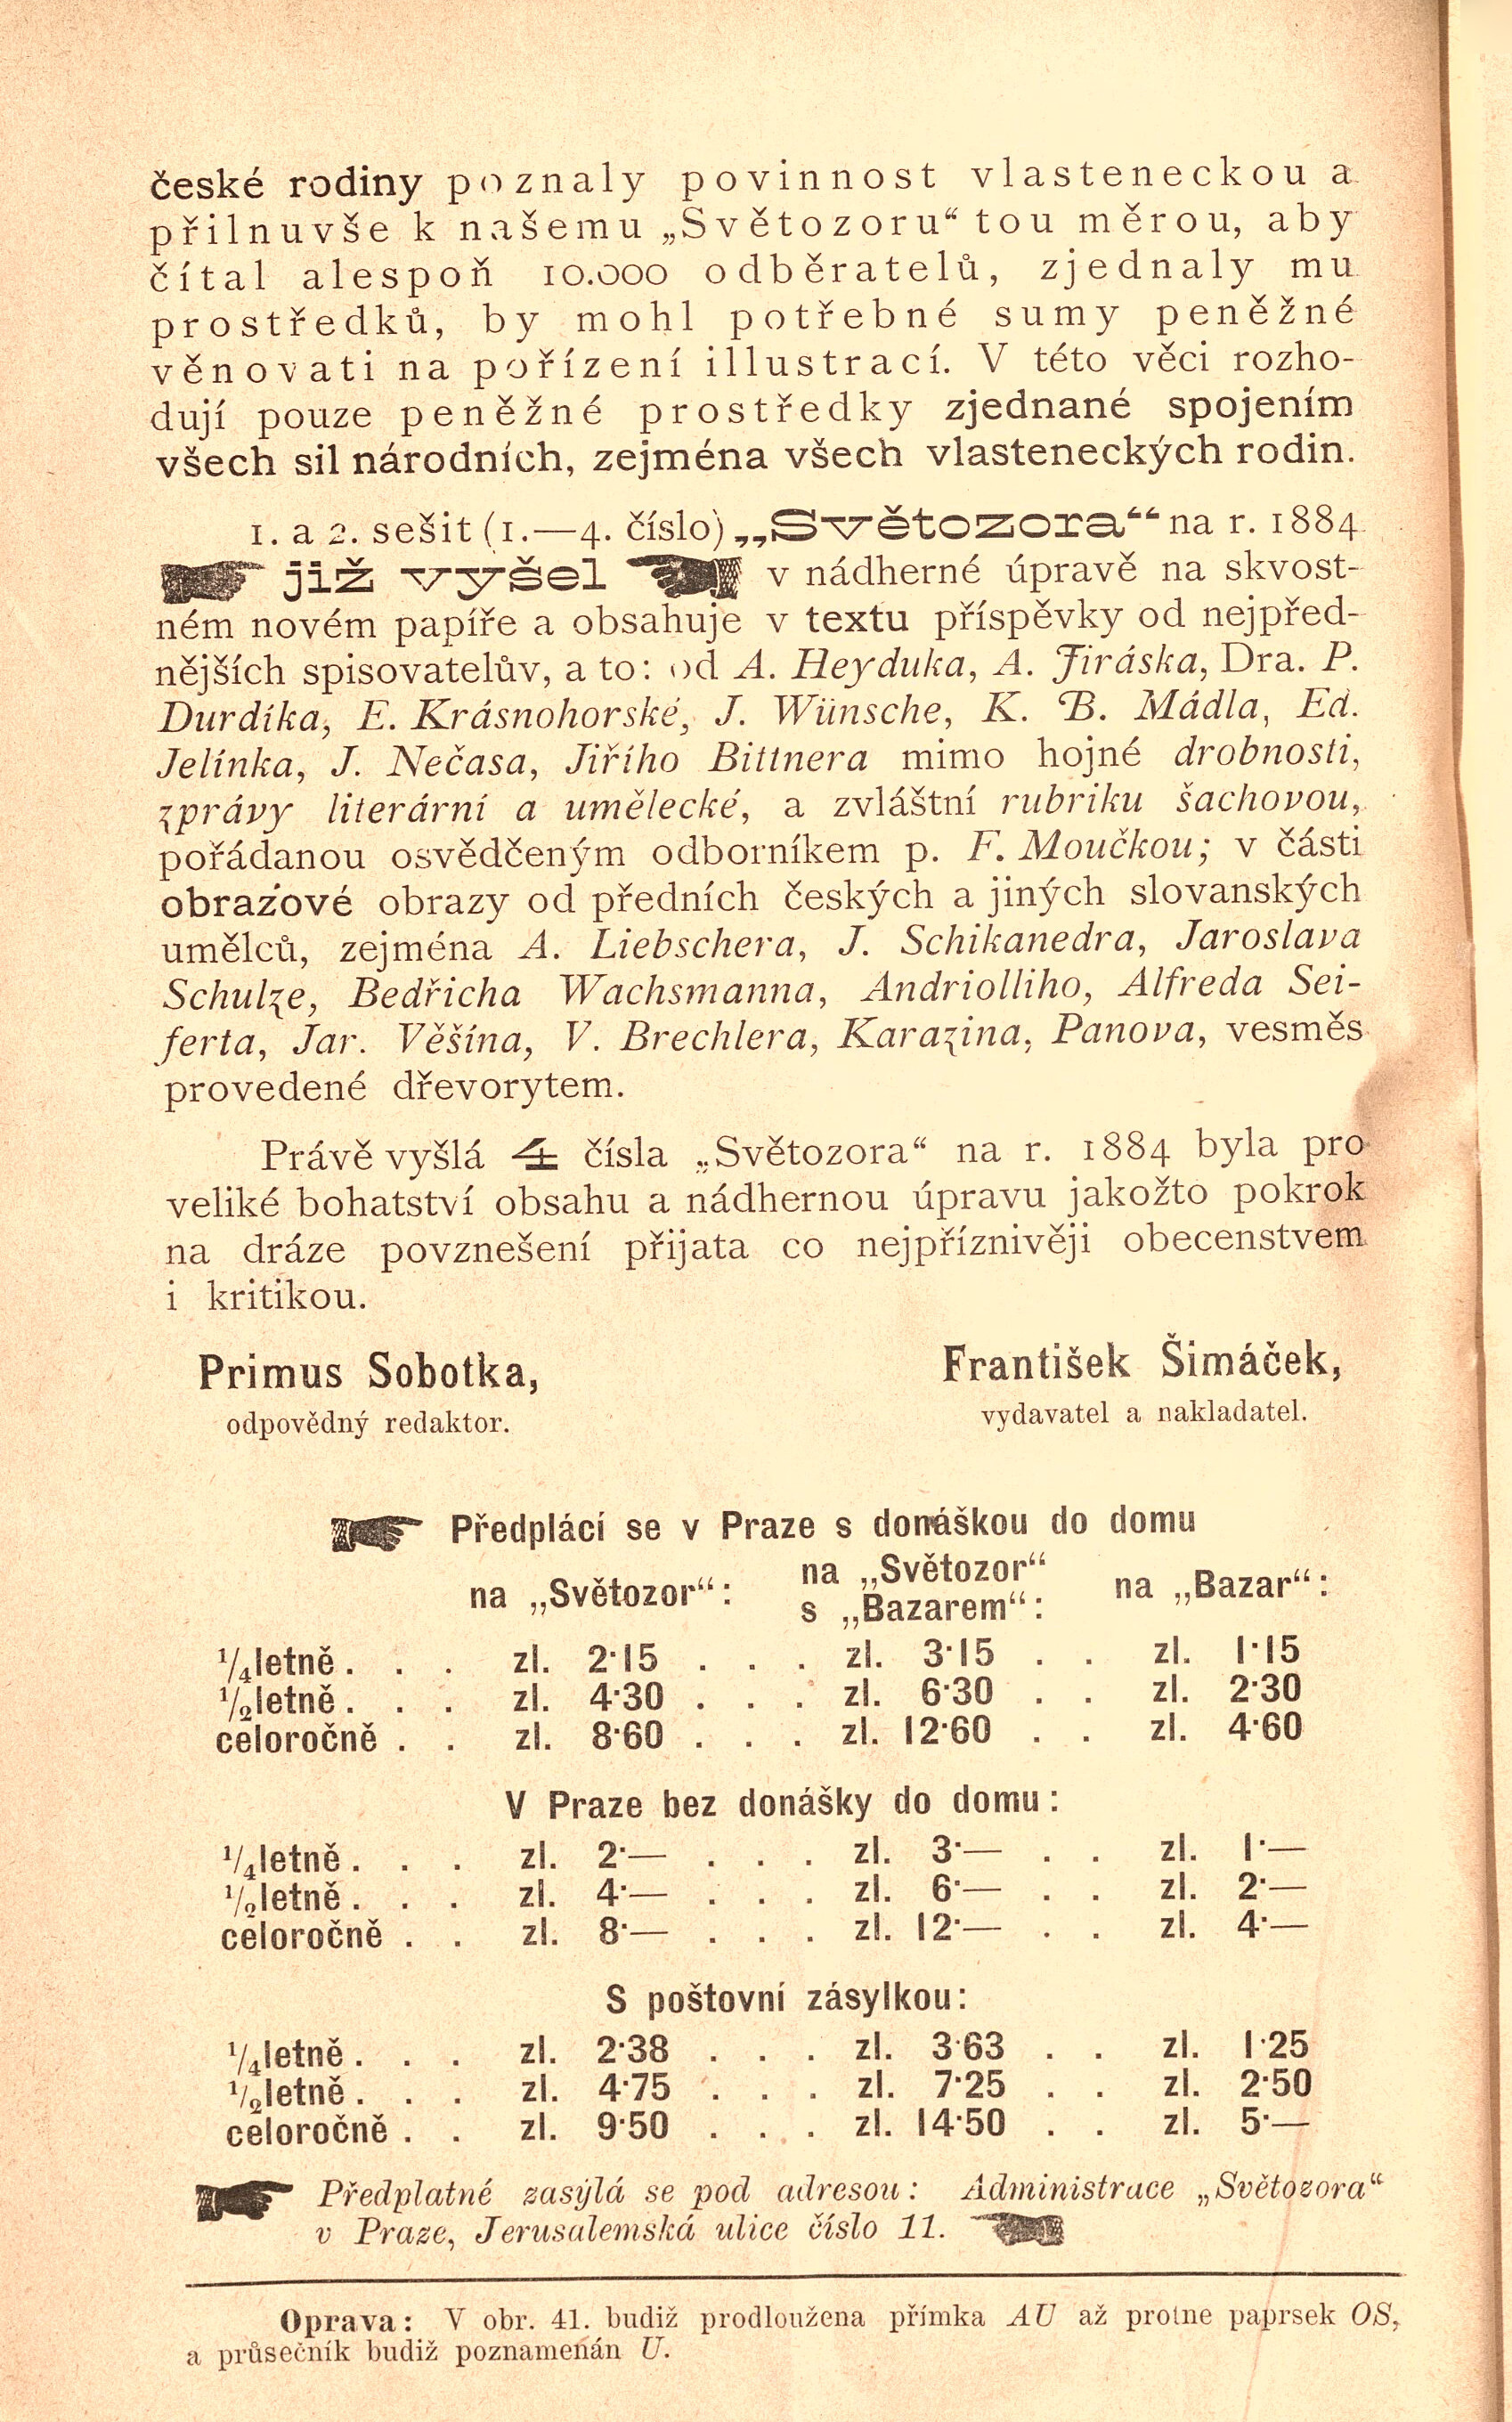 české rodiny poznaly povinnost vlasteneckou a
přilnuvše k našemu „Světozoru“ tou měrou, aby
čítal alespoň 10.000 odběratelů, zjednaly mu
prostředků, by mohl potřebné sumy peněžné
věnovati na pořízení illustrací. V této věci rozho-
dují pouze peněžné prostředky zjednané spojením
všech sil národních, zejména všech vlasteneckých rodin.
1. a 2. sešit (1.—4. číslo) „Světozora“ na r. 1884
již vyšel v nádherné úpravě na skvost-
ném novém papíře a obsahuje v textu příspěvky od nejpřed-
nějších spisovatelův, a to: od A. Heyduka, A. Jiráska, Dra. P.
Durdíka, E. Krásnohorské, J. Wünsche, K. B. Mádla, Ed.
Jelínka, J. Nečasa, Jiřího Bittnera mimo hojné drobnosti,
zprávy literární a umělecké, a zvláštní rubriku šachovou,
pořádanou osvědčeným odborníkem p. F. Moučkou; v části
obrazové obrazy od předních českých a jiných slovanských
umělců, zejména A. Liebschera, J. Schikanedra, Jaroslava
Schulze, Bedřicha Wachsmanna, Andriolliho, Alfreda Sei-
ferta, Jar. Věšína, V. Brechlera, Karazina, Panova, vesměs
provedené dřevorytem.
Právě vyšlá 4 čísla „Světozora“ na r. 1884 byla pro
veliké bohatství obsahu a nádhernou úpravu jakožto pokrok
na dráze povznešení přijata co nejpříznivěji obecenstvem
i kritikou.
Primus Sobotka, František Šimáček,
odpovědný redaktor. vydavatel a nakladatel.
Předplácí se v Praze s donáškou do domu
na „Světozor“: na „Světozor“ s „Bazarem“: na „Bazar“:
1/4letně . . . zl. 2·15 . . . zl. 3·15 . . zl. 1·15
1/2letně . . . zl. 4·30 . . . zl. 6·30 . . zl. 2·30
celoročně . . zl. 8·60 . . . zl. 12·60 . . zl. 4·60
V Praze bez donášky do domu:
1/4letně . . . zl. 2·— . . . zl. 3·— . . zl. 1·—
1/2letně . . . zl. 4·— . . . zl. 6·— . . zl. 2·—
celoročně . . zl. 8·— . . . zl. 12·— . . zl. 4·—
S poštovní zásylkou:
1/4letně . . . zl. 2·38 . . . zl. 3·63 . . zl. 1·25
1/2letně . . . zl. 4·75 . . . zl. 7·25 . . zl. 2·50
celoročně . . zl. 9·50 . . . zl. 14·50 . . zl. 5·—
Předplatné zasýlá se pod adresou: Administrace „Světozora“
v Praze, Jerusalemská ulice číslo 11.
Oprava: V obr. 41. budiž prodloužena přímka AU až protne paprsek OS,
a průsečník budiž poznamenán U.